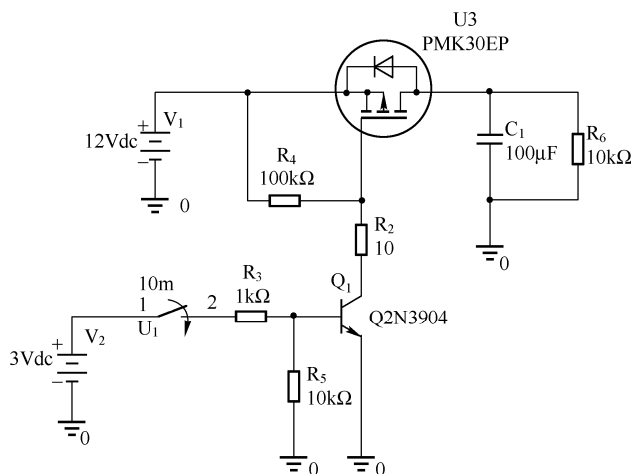 U3
PMK30EP
+
V1
12Vdc
−
0
R4
100kΩ
C1
100μF
R6
10kΩ
0
R2
10
10m
1
2
U1
R3
1kΩ
Q1
Q2N3904
+
V2
3Vdc
−
0
R5
10kΩ
0
0